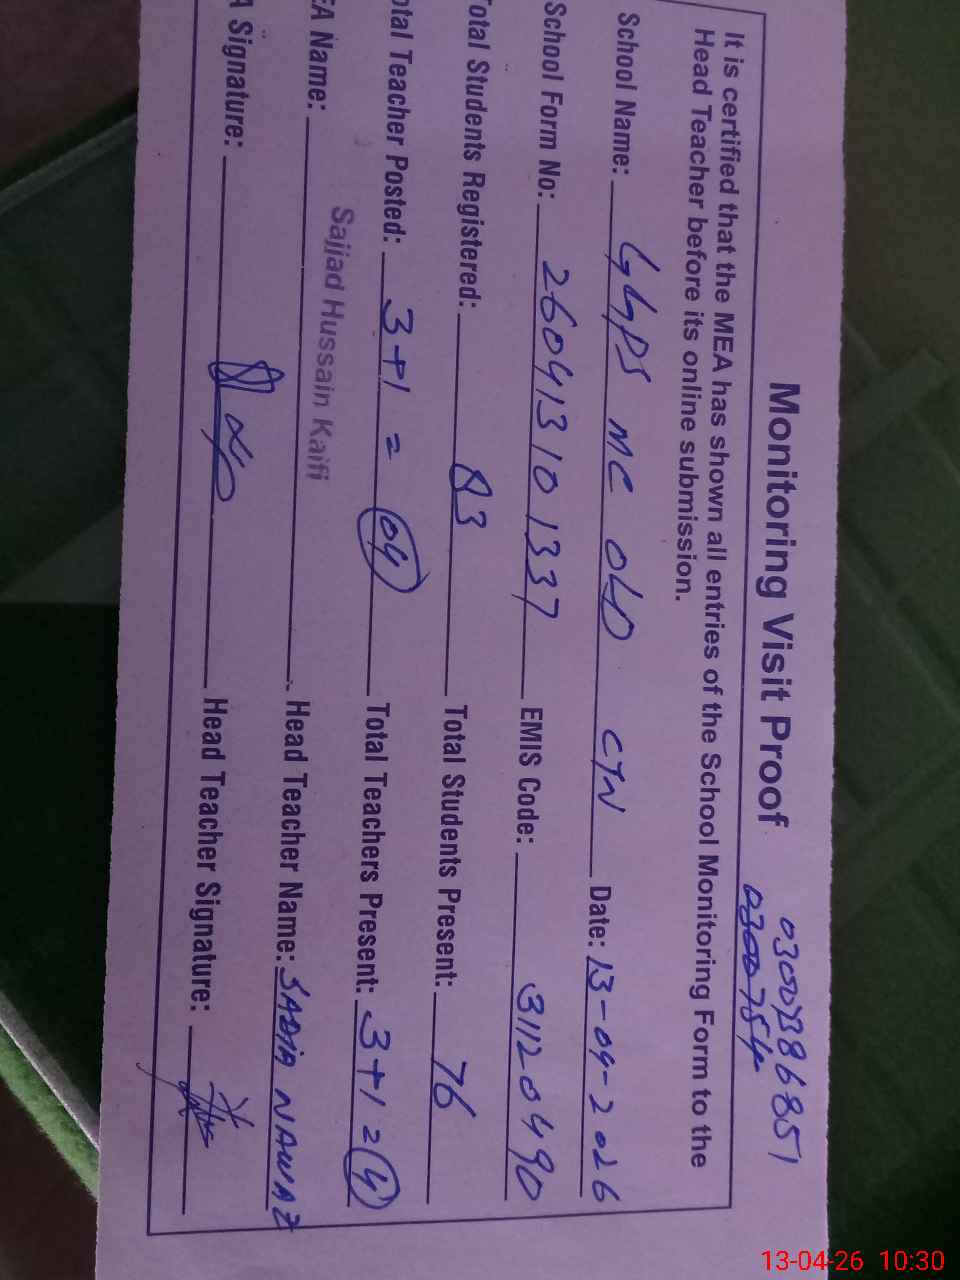 Monitoring Visit Proof
03007386851
0300784
It is certified that the MEA has shown all entries of the School Monitoring Form to the
Head Teacher before its online submission.
School Name: GGPS MC OLD CTN Date: 13-04-2026
School Form No: 260413101337 EMIS Code: 31120490
Total Students Registered: 83 Total Students Present: 76
otal Teacher Posted: 3+1 = 04 Total Teachers Present: 3+1 = 4
EA Name: Sajjad Hussain Kaifi Head Teacher Name: SADIA NAWAZ
A Signature: Head Teacher Signature:
13-04-26 10:30